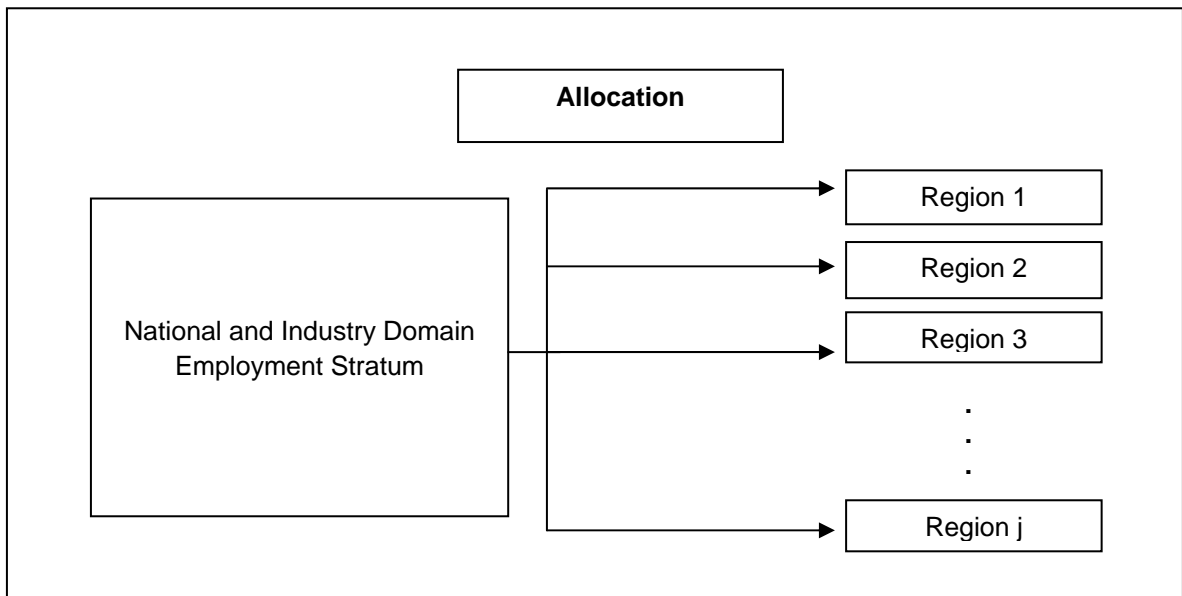 Allocation
Region 1
Region 2
National and Industry Domain
Employment Stratum
Region 3
.
.
.
Region j